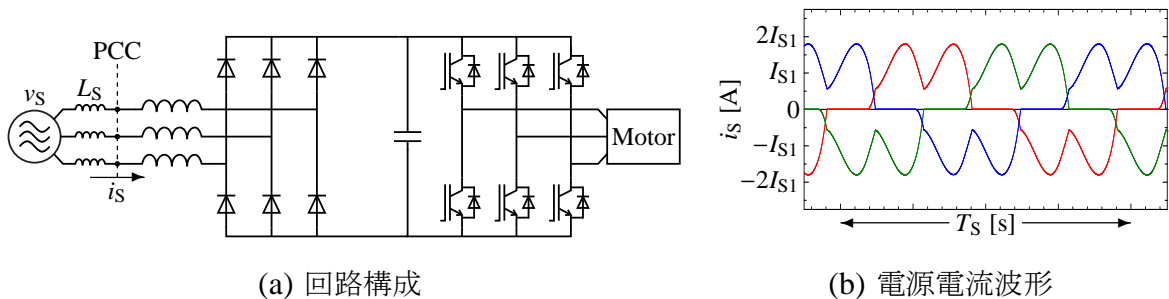 PCC
vS
LS
iS
Motor
(a) 回路構成
iS [A]
2IS1
IS1
0
−IS1
−2IS1
TS [s]
(b) 電源電流波形